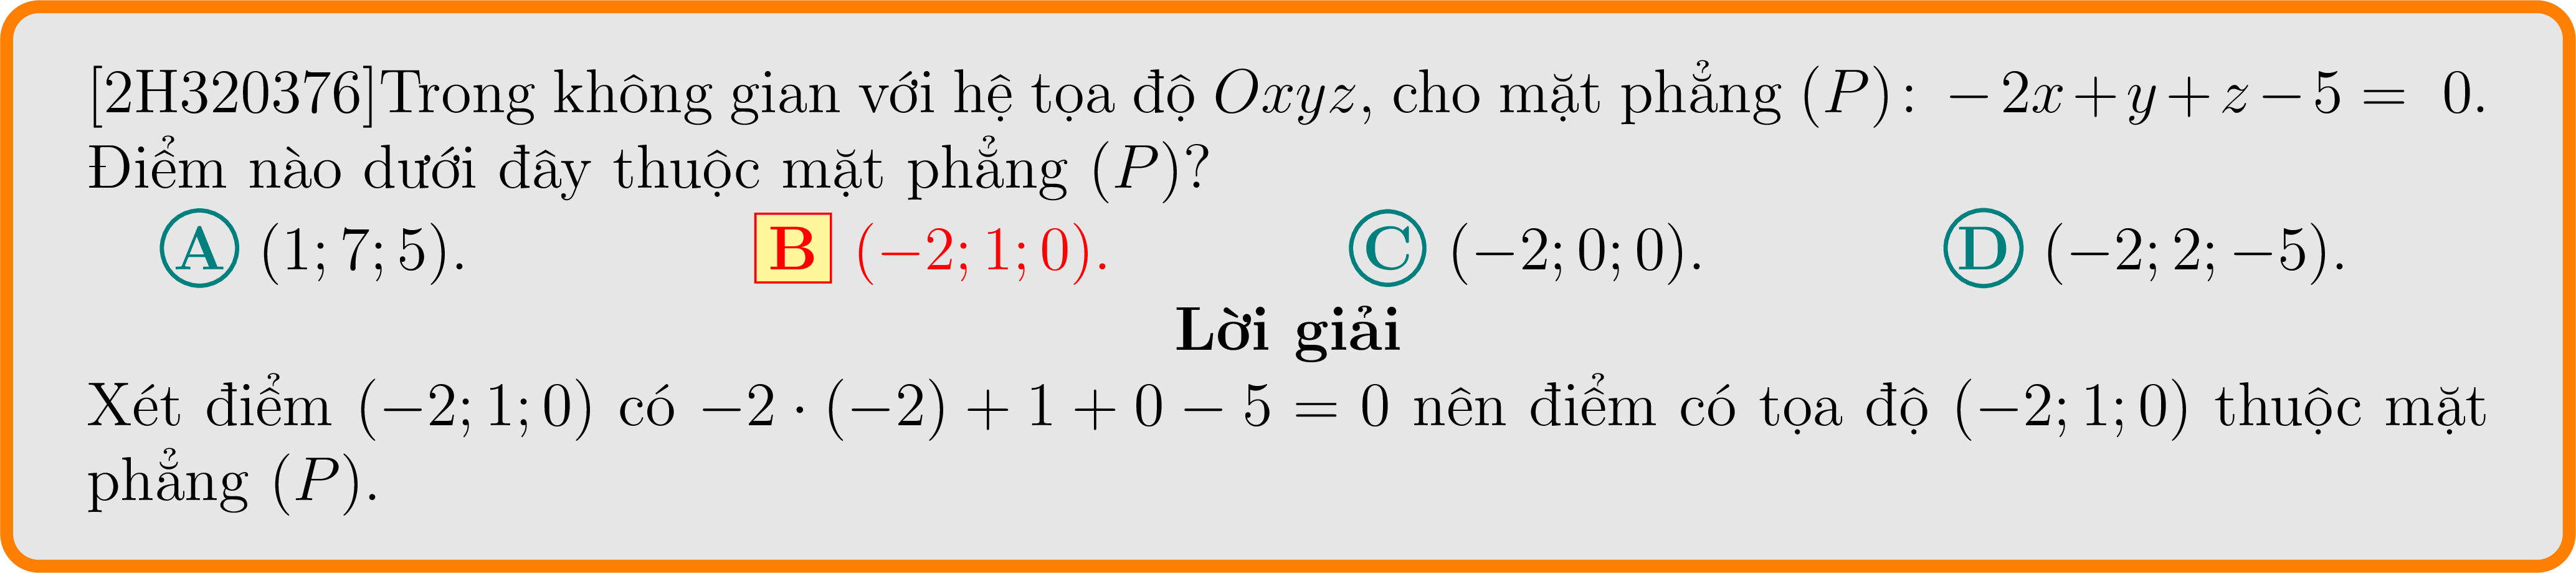 [2H320376]Trong không gian với hệ tọa độ Oxyz, cho mặt phẳng (P): −2x+y+z−5 = 0.
Điểm nào dưới đây thuộc mặt phẳng (P)?
A (1; 7; 5). B (−2; 1; 0). C (−2; 0; 0). D (−2; 2; −5).
Lời giải
Xét điểm (−2; 1; 0) có −2 · (−2) + 1 + 0 − 5 = 0 nên điểm có tọa độ (−2; 1; 0) thuộc mặt
phẳng (P).